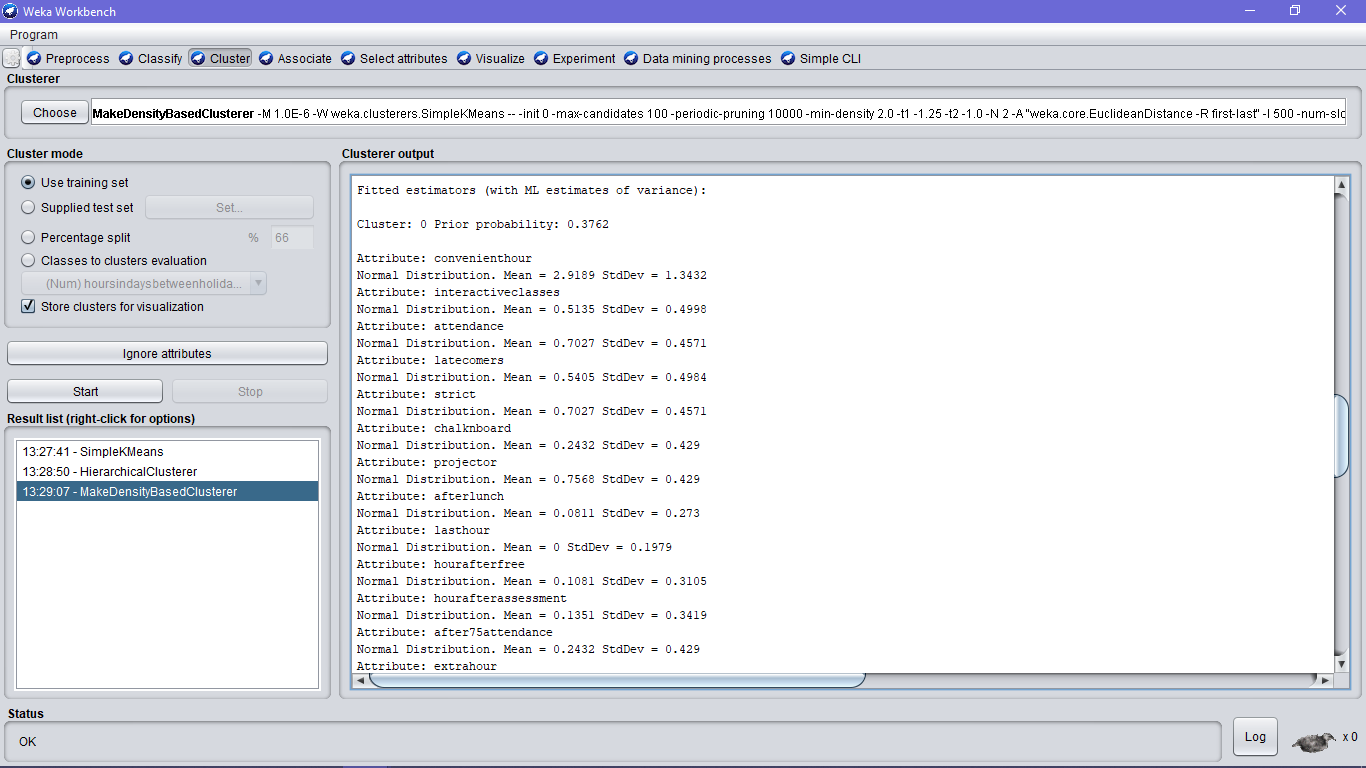 Weka Workbench
Program
Preprocess Classify Cluster Associate Select attributes Visualize Experiment Data mining processes Simple CLI
Clusterer
Choose MakeDensityBasedClusterer -M 1.0E-6 -W weka.clusterers.SimpleKMeans -- -init 0 -max-candidates 100 -periodic-pruning 10000 -min-density 2.0 -t1 -1.25 -t2 -1.0 -N 2 -A "weka.core.EuclideanDistance -R first-last" -I 500 -num-slo
Cluster mode
Use training set
Supplied test set Set...
Percentage split % 66
Classes to clusters evaluation
(Num) hoursindaysbetweenholida...
Store clusters for visualization
Ignore attributes
Start Stop
Result list (right-click for options)
13:27:41 - SimpleKMeans
13:28:50 - HierarchicalClusterer
13:29:07 - MakeDensityBasedClusterer
Clusterer output
Fitted estimators (with ML estimates of variance):
Cluster: 0 Prior probability: 0.3762
Attribute: convenienthour
Normal Distribution. Mean = 2.9189 StdDev = 1.3432
Attribute: interactiveclasses
Normal Distribution. Mean = 0.5135 StdDev = 0.4998
Attribute: attendance
Normal Distribution. Mean = 0.7027 StdDev = 0.4571
Attribute: latecomers
Normal Distribution. Mean = 0.5405 StdDev = 0.4984
Attribute: strict
Normal Distribution. Mean = 0.7027 StdDev = 0.4571
Attribute: chalknboard
Normal Distribution. Mean = 0.2432 StdDev = 0.429
Attribute: projector
Normal Distribution. Mean = 0.7568 StdDev = 0.429
Attribute: afterlunch
Normal Distribution. Mean = 0.0811 StdDev = 0.273
Attribute: lasthour
Normal Distribution. Mean = 0 StdDev = 0.1979
Attribute: hourafterfree
Normal Distribution. Mean = 0.1081 StdDev = 0.3105
Attribute: hourafterassessment
Normal Distribution. Mean = 0.1351 StdDev = 0.3419
Attribute: after75attendance
Normal Distribution. Mean = 0.2432 StdDev = 0.429
Attribute: extrahour
Status
OK
Log
x 0